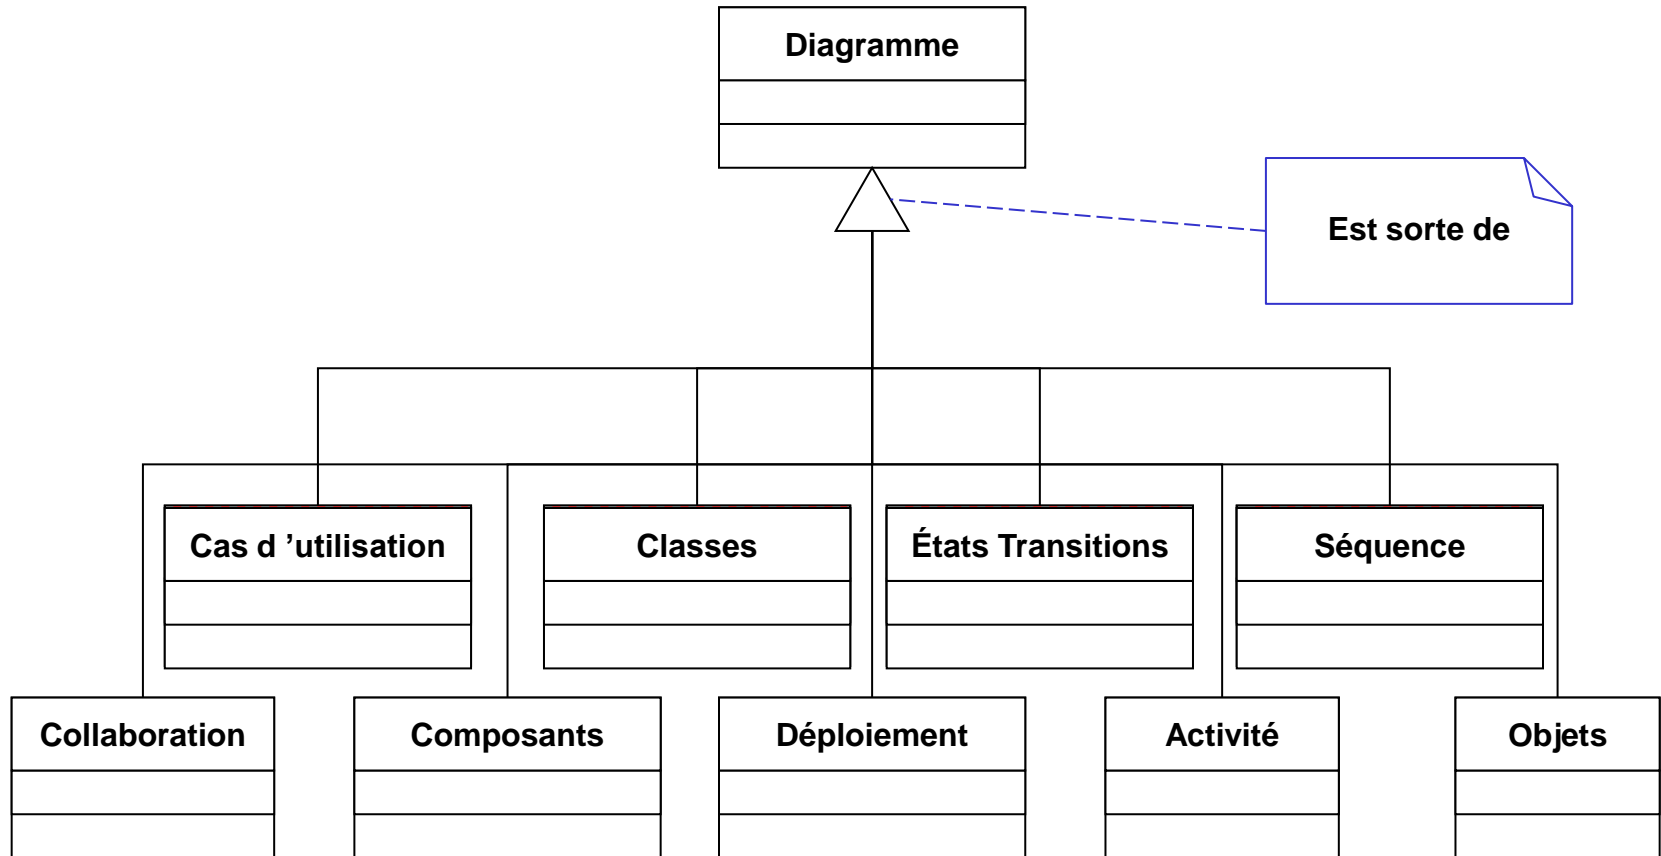 Diagramme
Est sorte de
Cas d ’utilisation
Classes
États Transitions
Séquence
Collaboration
Composants
Déploiement
Activité
Objets